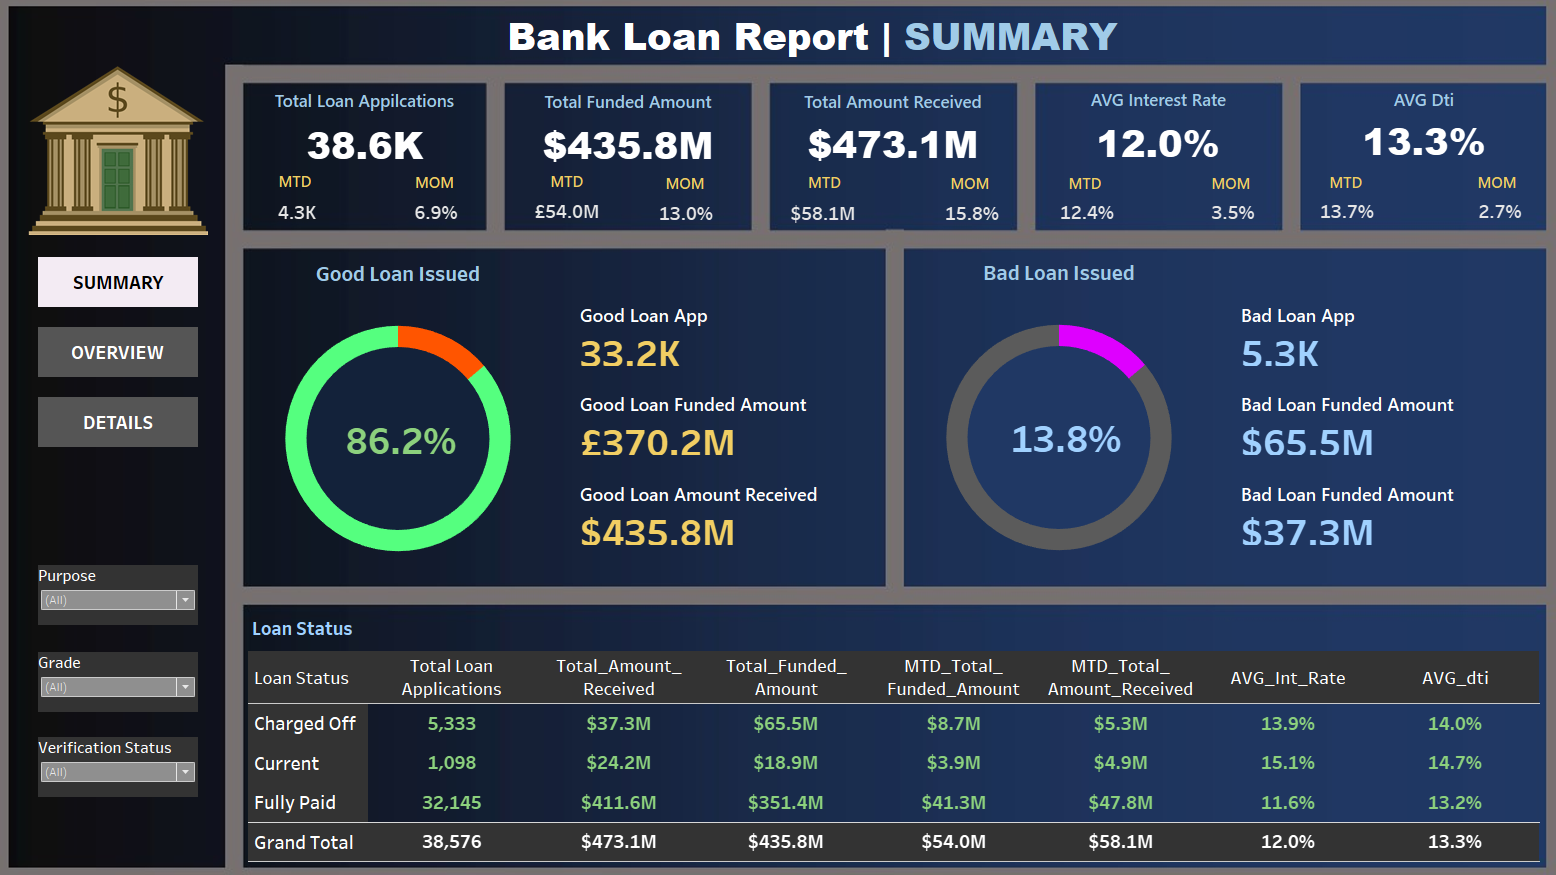 Bank Loan Report | SUMMARY
$
SUMMARY
OVERVIEW
DETAILS
Purpose
(All)
Grade
(All)
Verification Status
(All)
Total Loan Appilcations
38.6K
MTD MOM
4.3K 6.9%
Total Funded Amount
$435.8M
MTD MOM
£54.0M 13.0%
Total Amount Received
$473.1M
MTD MOM
$58.1M 15.8%
AVG Interest Rate
12.0%
MTD MOM
12.4% 3.5%
AVG Dti
13.3%
MTD MOM
13.7% 2.7%
Good Loan Issued
86.2%
Good Loan App
33.2K
Good Loan Funded Amount
£370.2M
Good Loan Amount Received
$435.8M
Bad Loan Issued
13.8%
Bad Loan App
5.3K
Bad Loan Funded Amount
$65.5M
Bad Loan Funded Amount
$37.3M
Loan Status
Loan Status Total Loan Applications Total_Amount_Received Total_Funded_Amount MTD_Total_Funded_Amount MTD_Total_Amount_Received AVG_Int_Rate AVG_dti
Charged Off 5,333 $37.3M $65.5M $8.7M $5.3M 13.9% 14.0%
Current 1,098 $24.2M $18.9M $3.9M $4.9M 15.1% 14.7%
Fully Paid 32,145 $411.6M $351.4M $41.3M $47.8M 11.6% 13.2%
Grand Total 38,576 $473.1M $435.8M $54.0M $58.1M 12.0% 13.3%